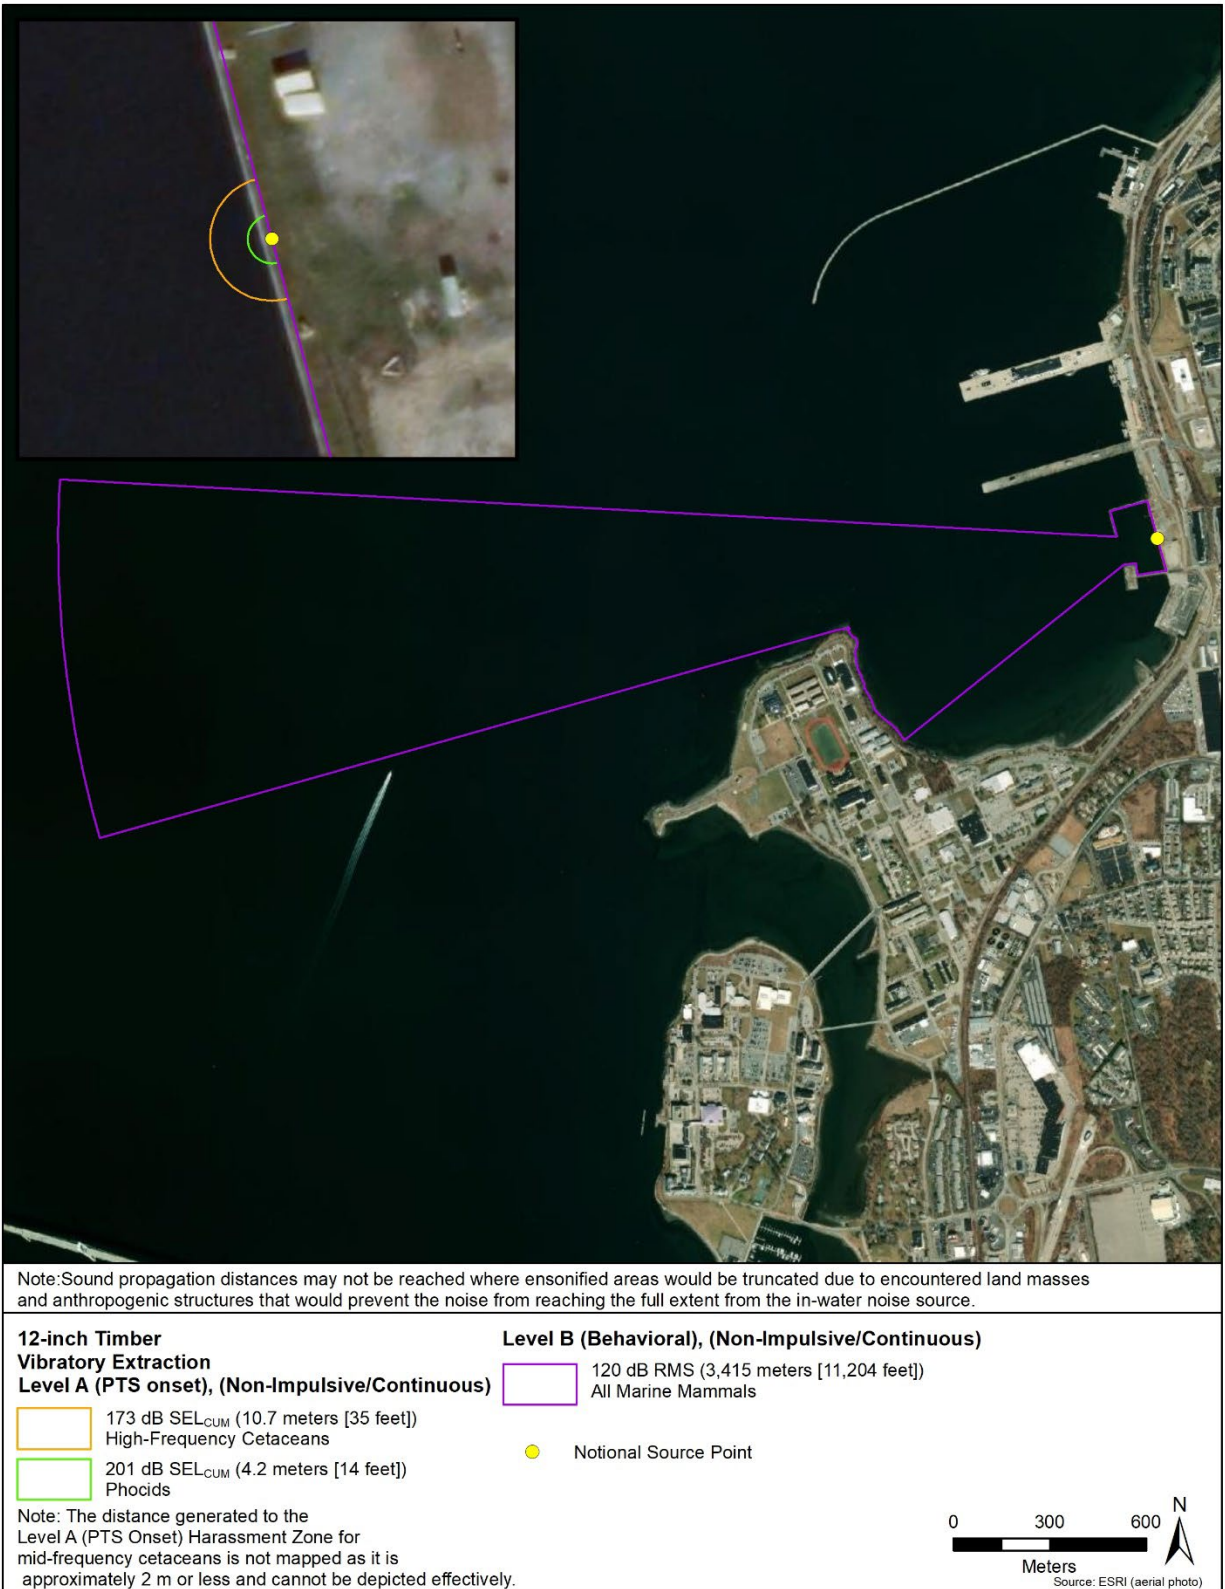 Note:Sound propagation distances may not be reached where ensonified areas would be truncated due to encountered land masses
and anthropogenic structures that would prevent the noise from reaching the full extent from the in-water noise source.
12-inch Timber
Vibratory Extraction
Level A (PTS onset), (Non-Impulsive/Continuous)
173 dB SELCUM (10.7 meters [35 feet])
High-Frequency Cetaceans
201 dB SELCUM (4.2 meters [14 feet])
Phocids
Note: The distance generated to the
Level A (PTS Onset) Harassment Zone for
mid-frequency cetaceans is not mapped as it is
approximately 2 m or less and cannot be depicted effectively.
Level B (Behavioral), (Non-Impulsive/Continuous)
120 dB RMS (3,415 meters [11,204 feet])
All Marine Mammals
Notional Source Point
N
0 300 600
Meters
Source: ESRI (aerial photo)